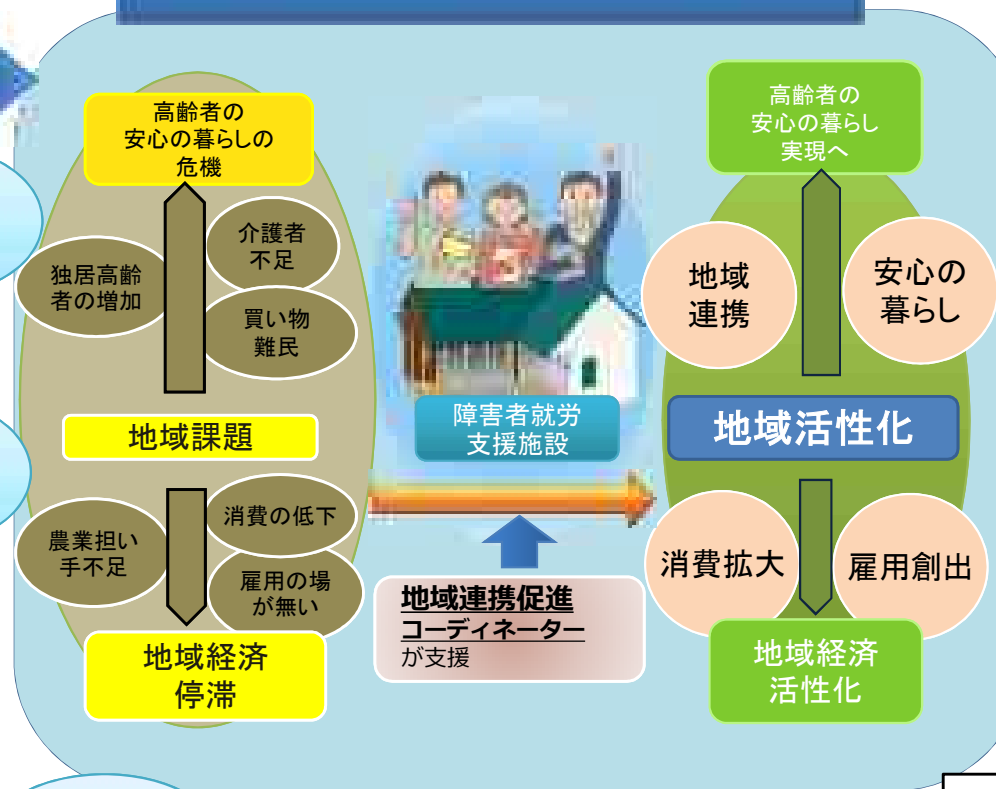 高齢者の
安心の暮らしの
危機
介護者
不足
独居高齢
者の増加
買い物
難民
地域課題
消費の低下
農業担い
手不足
雇用の場
が無い
地域経済
停滞
障害者就労
支援施設
地域連携促進
コーディネーター
が支援
高齢者の
安心の暮らし
実現へ
地域
連携
安心の
暮らし
地域活性化
消費拡大
雇用創出
地域経済
活性化